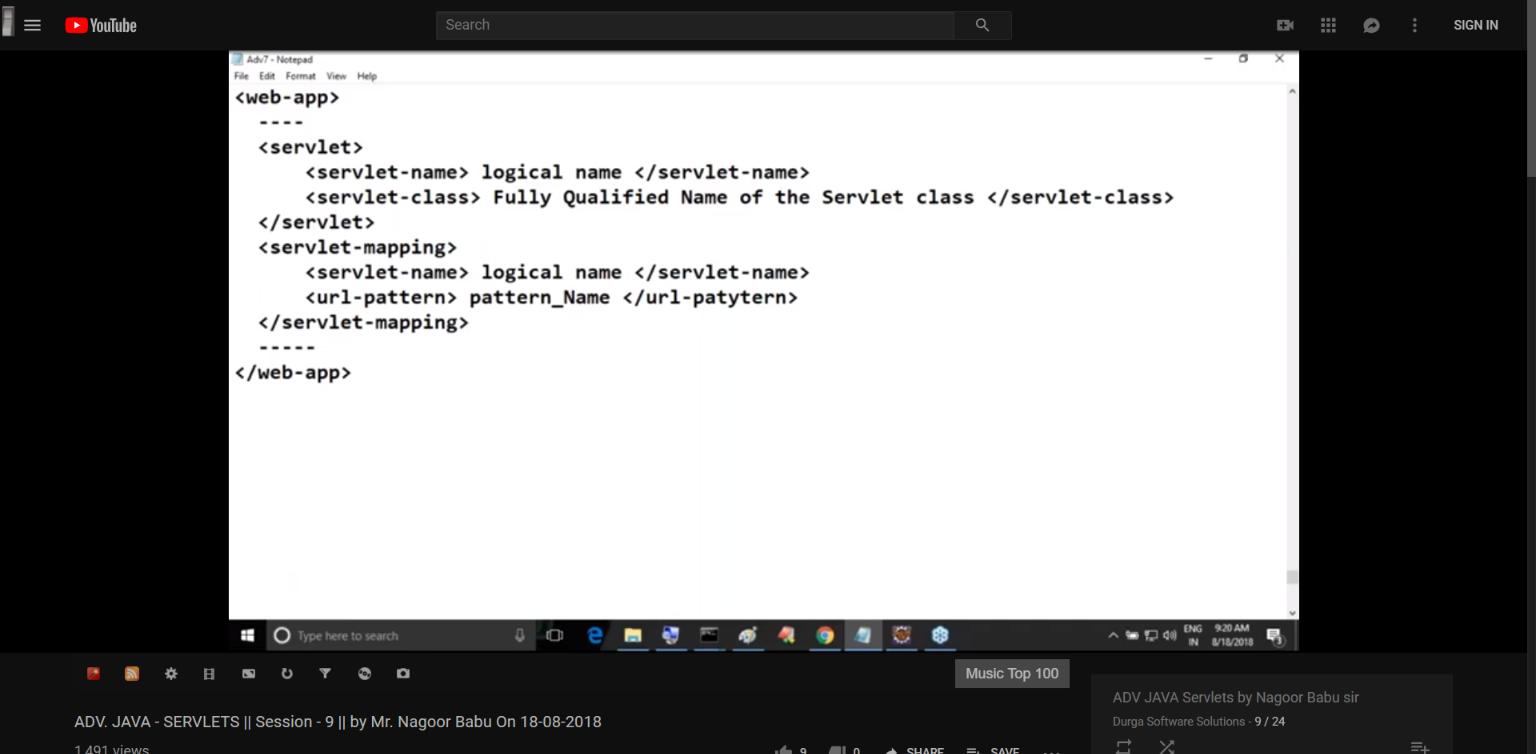 YouTube
Search
SIGN IN
Adv7 - Notepad
File Edit Format View Help
<web-app>
----
<servlet>
<servlet-name> logical name </servlet-name>
<servlet-class> Fully Qualified Name of the Servlet class </servlet-class>
</servlet>
<servlet-mapping>
<servlet-name> logical name </servlet-name>
<url-pattern> pattern_Name </url-patytern>
</servlet-mapping>
-----
</web-app>
Type here to search
ENG
IN
9:20 AM
8/18/2018
3
Music Top 100
ADV JAVA Servlets by Nagoor Babu sir
Durga Software Solutions - 9 / 24
ADV. JAVA - SERVLETS || Session - 9 || by Mr. Nagoor Babu On 18-08-2018
1,491 views
9
0
SHARE
SAVE